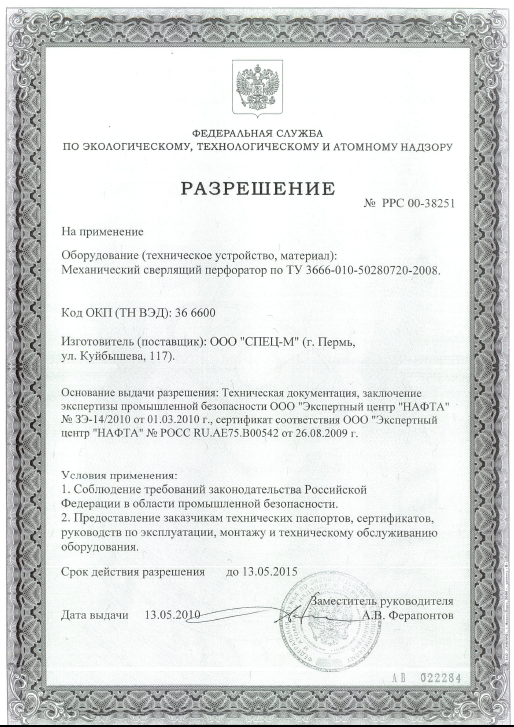 ФЕДЕРАЛЬНАЯ СЛУЖБА
ПО ЭКОЛОГИЧЕСКОМУ, ТЕХНОЛОГИЧЕСКОМУ И АТОМНОМУ НАДЗОРУ
РАЗРЕШЕНИЕ
№ РРС 00-38251
На применение
Оборудование (техническое устройство, материал):
Механический сверлящий перфоратор по ТУ 3666-010-50280720-2008.
Код ОКП (ТН ВЭД): 36 6600
Изготовитель (поставщик): ООО "СПЕЦ-М" (г. Пермь,
ул. Куйбышева, 117).
Основание выдачи разрешения: Техническая документация, заключение
экспертизы промышленной безопасности ООО "Экспертный центр "НАФТА"
№ ЗЭ-14/2010 от 01.03.2010 г., сертификат соответствия ООО "Экспертный
центр "НАФТА" № РОСС RU.АЕ75.В00542 от 26.08.2009 г.
Условия применения:
1. Соблюдение требований законодательства Российской
Федерации в области промышленной безопасности.
2. Предоставление заказчикам технических паспортов, сертификатов,
руководств по эксплуатации, монтажу и техническому обслуживанию
оборудования.
Срок действия разрешения до 13.05.2015
Заместитель руководителя
Дата выдачи 13.05.2010 А.В. Ферапонтов
АВ 022284